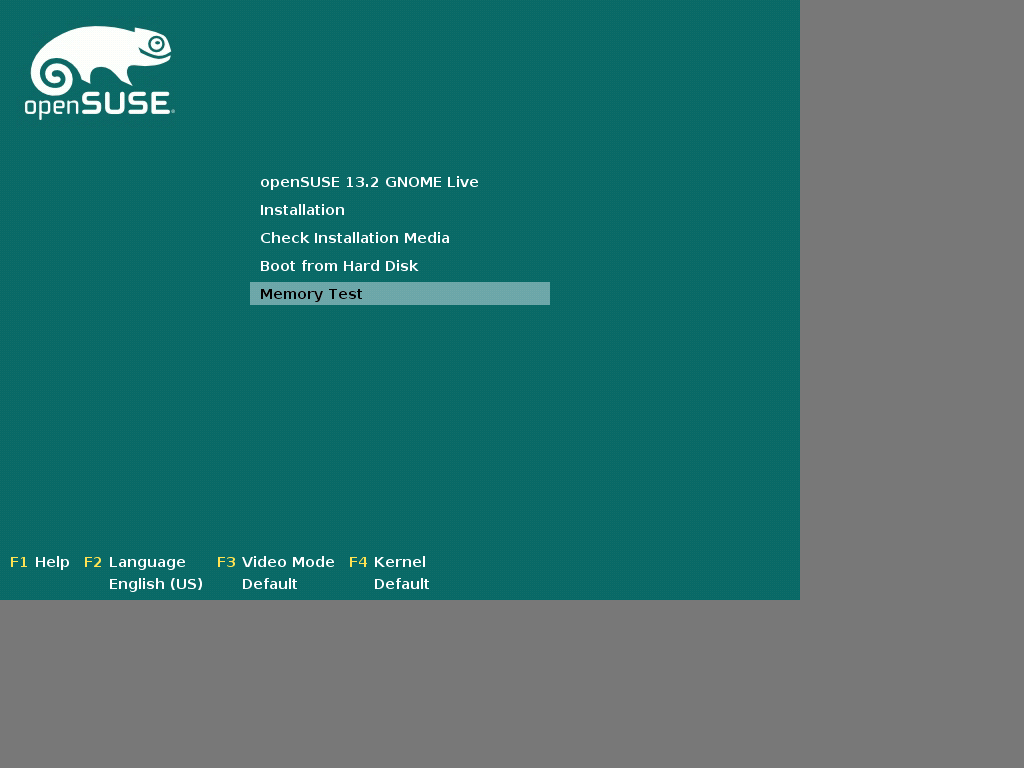 openSUSE
openSUSE 13.2 GNOME Live
Installation
Check Installation Media
Boot from Hard Disk
Memory Test
F1 Help F2 Language F3 Video Mode F4 Kernel
English (US) Default Default